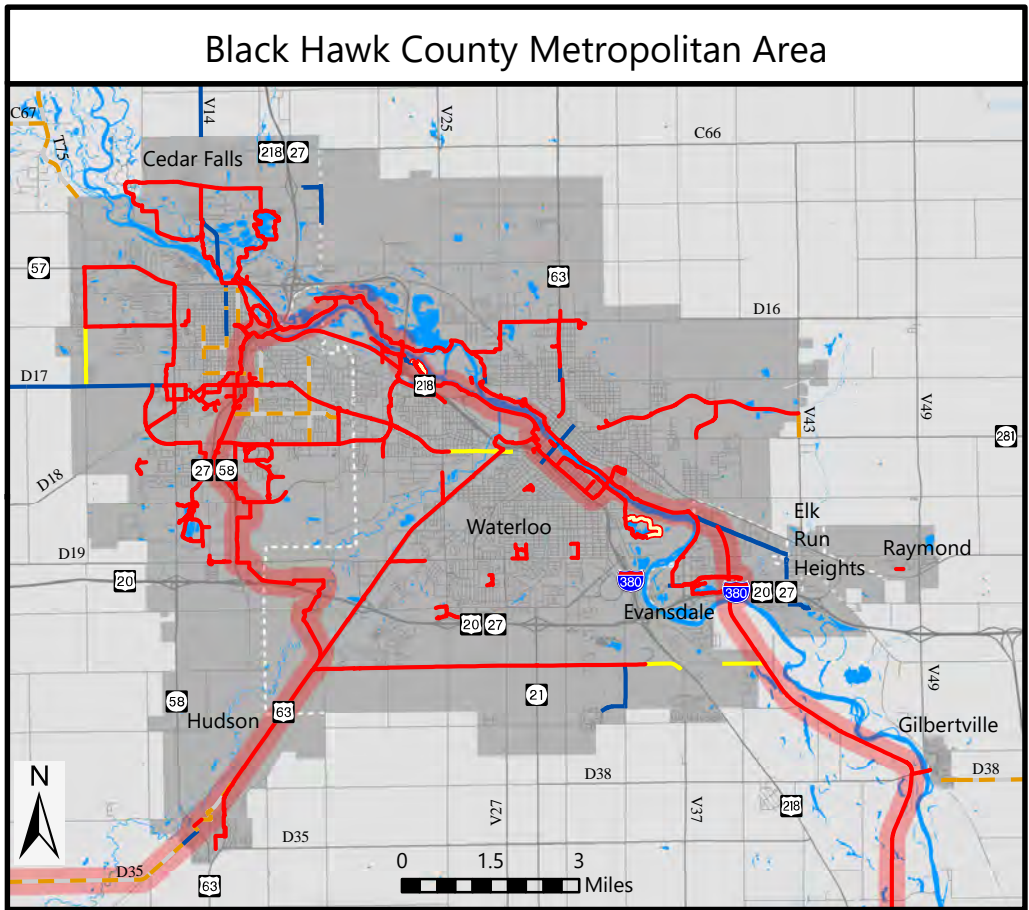 Black Hawk County Metropolitan Area
C67
T75
V14
V25
C66
Cedar Falls
218
27
57
63
D16
D17
218
V43
V49
281
27
58
D18
Waterloo
Elk
Run
Heights
Raymond
D19
20
380
Evansdale
380
20
27
20
27
58
Hudson
63
21
V49
Gilbertville
N
D38
D38
V27
V37
218
D35
D35
63
0
1.5
3
Miles